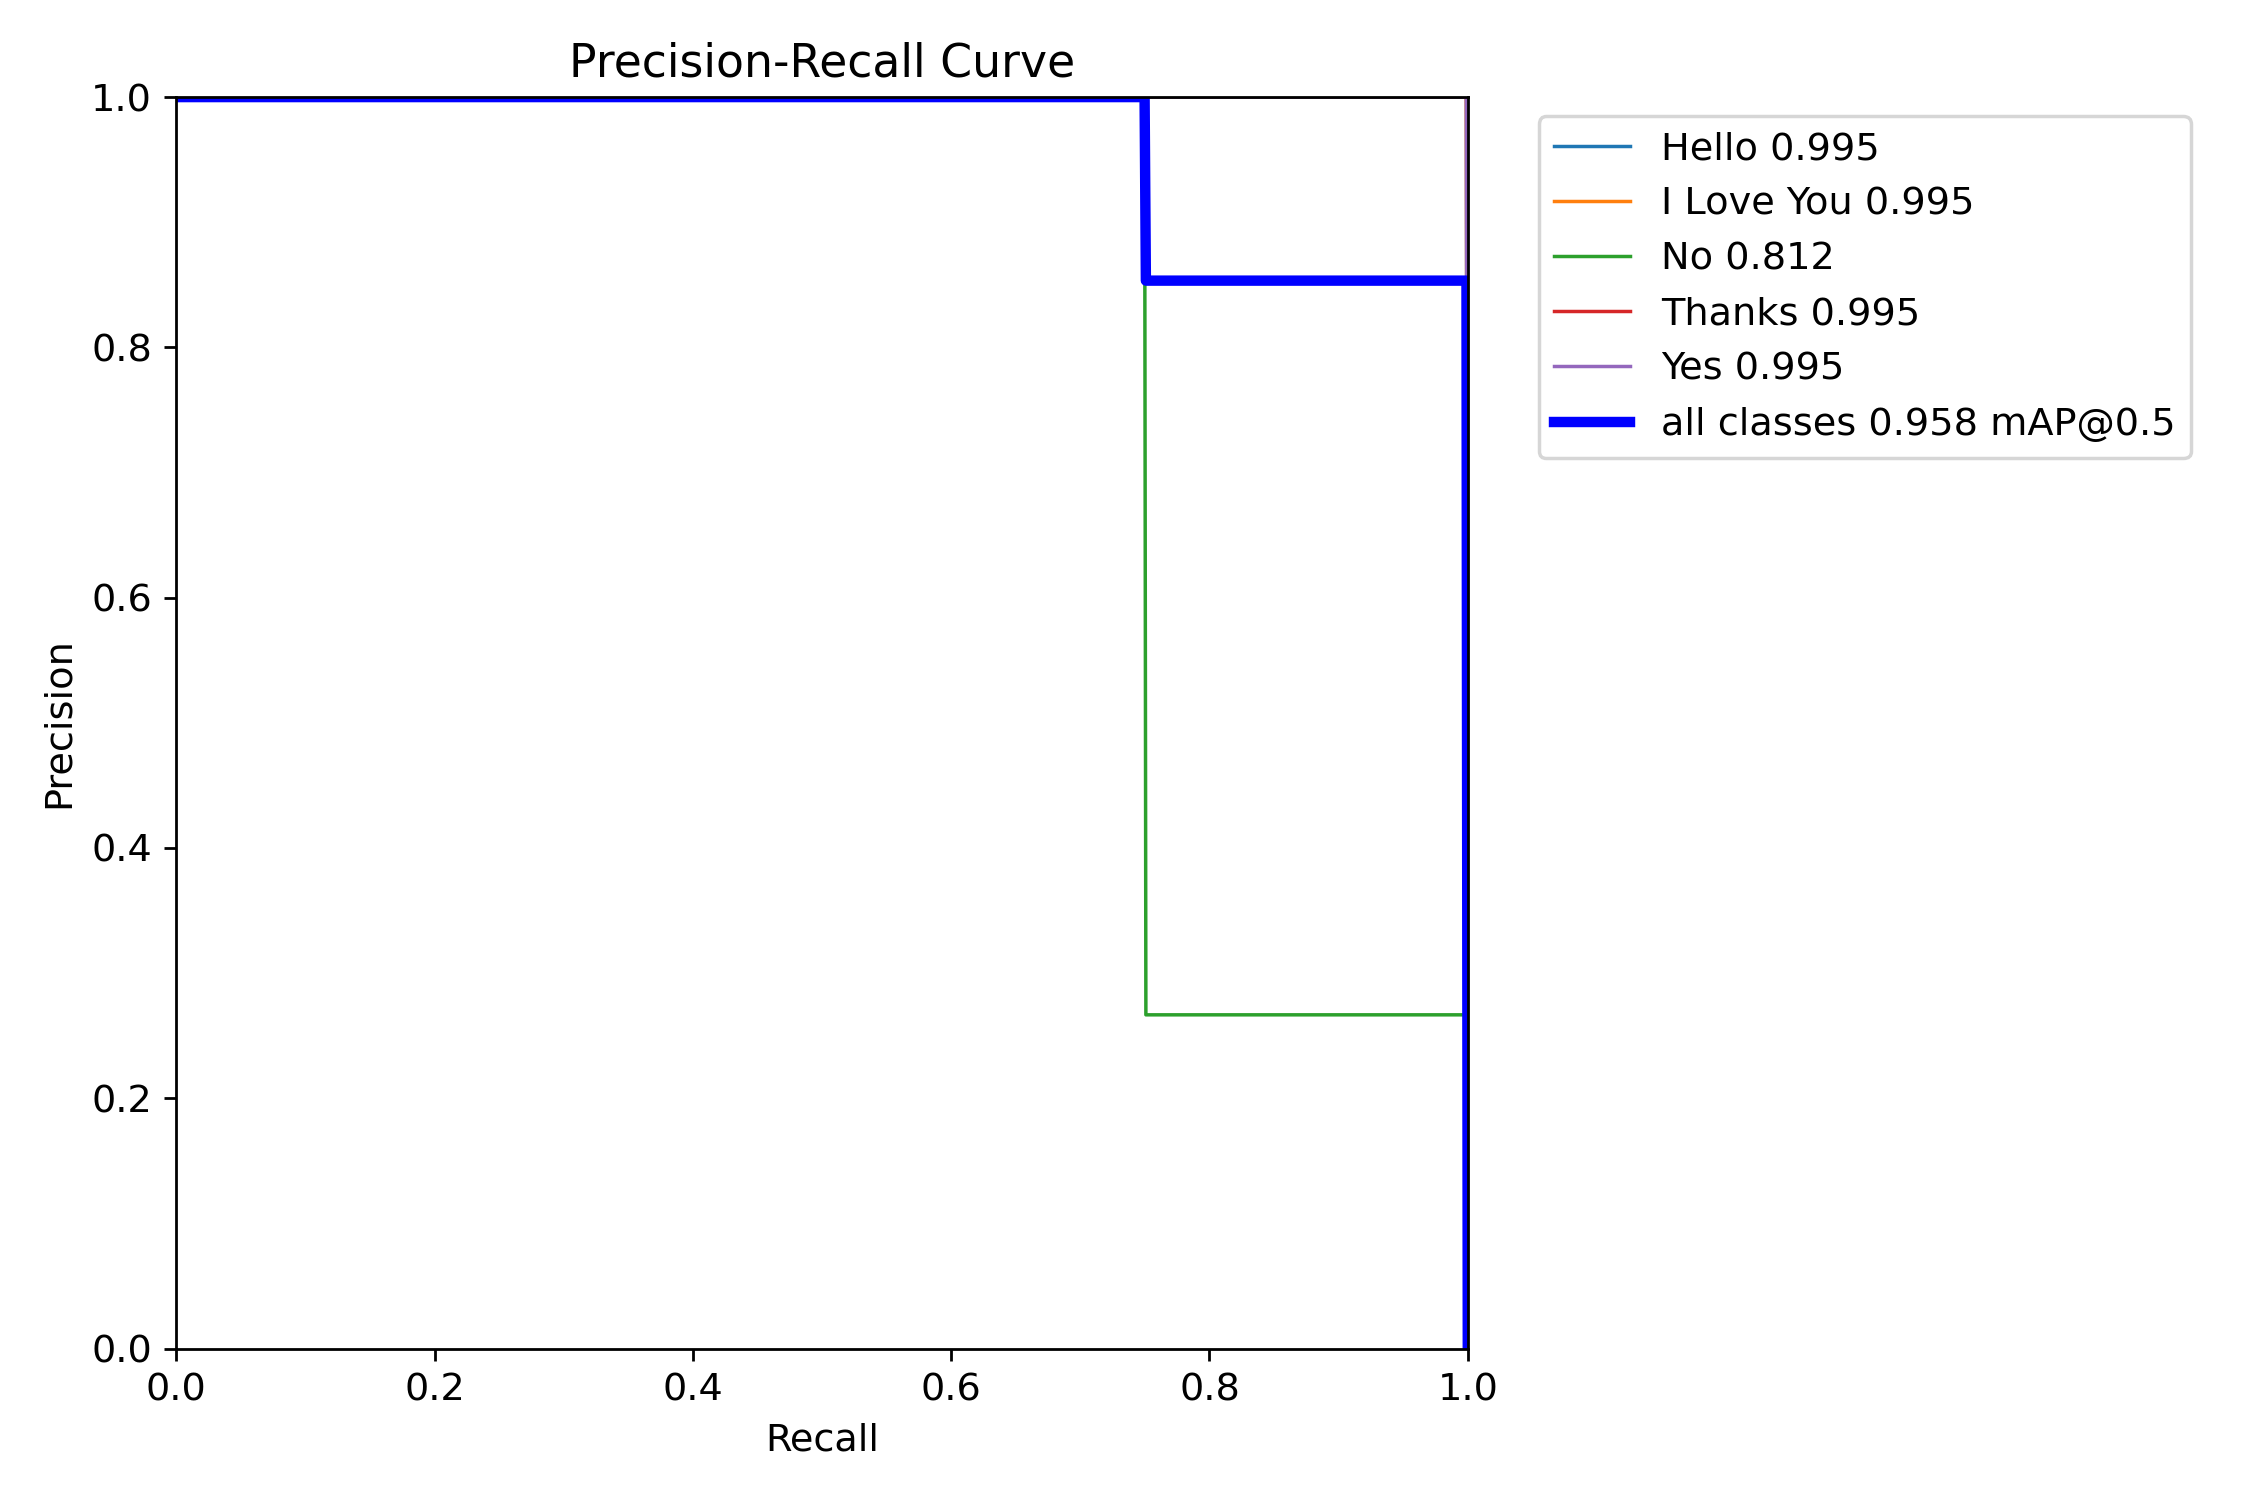 Precision-Recall Curve
1.0
0.8
0.6
0.4
0.2
0.0
Precision
0.0 0.2 0.4 0.6 0.8 1.0
Recall
Hello 0.995
I Love You 0.995
No 0.812
Thanks 0.995
Yes 0.995
all classes 0.958 mAP@0.5